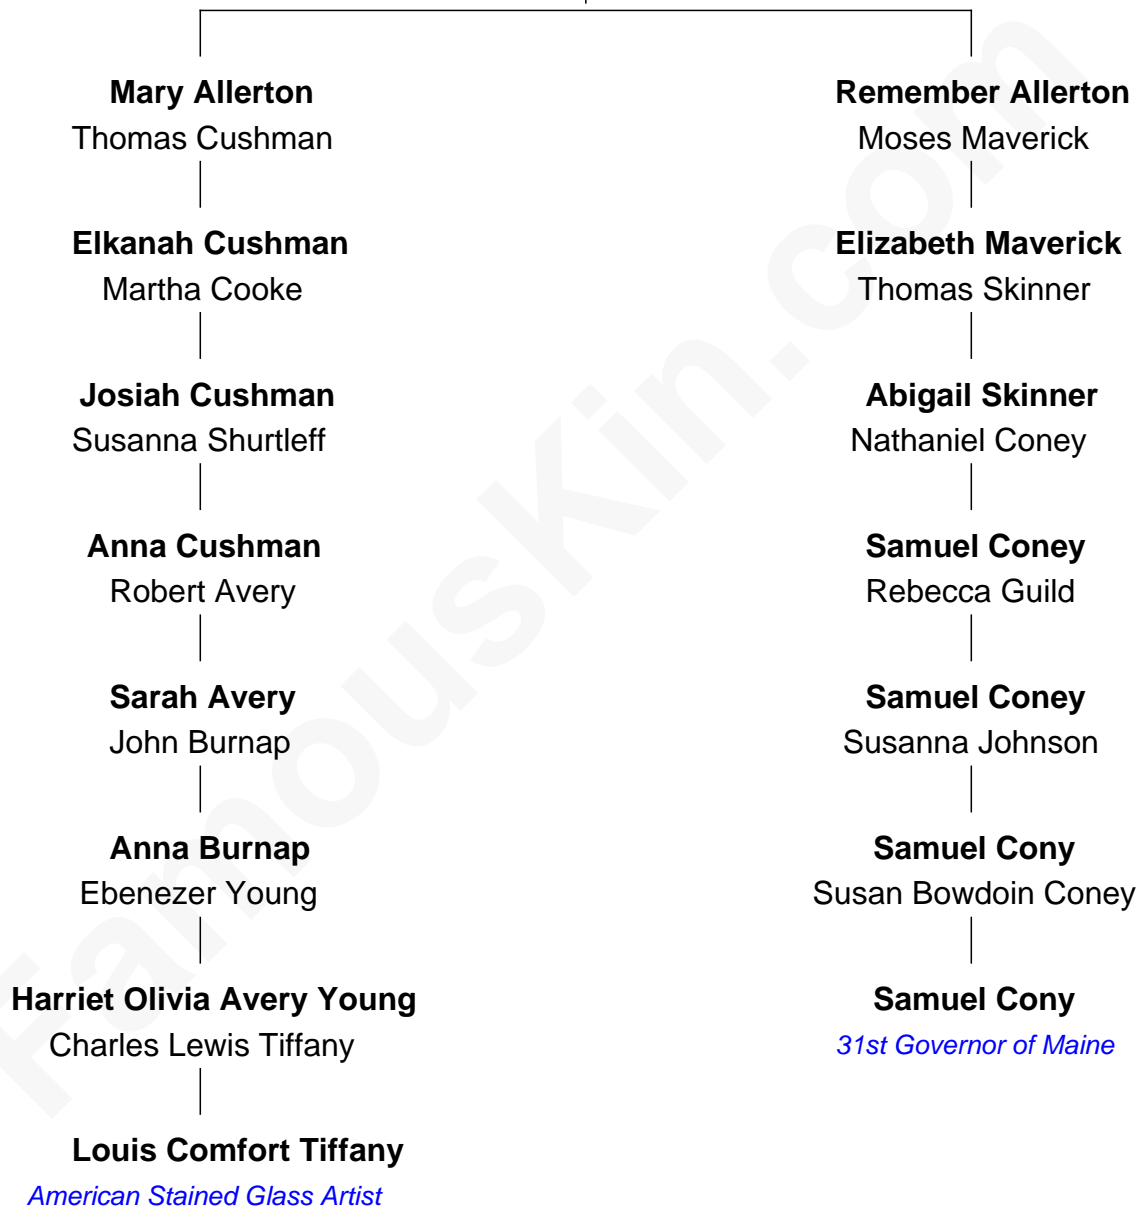 Mary Allerton
Thomas Cushman
Elkanah Cushman
Martha Cooke
Josiah Cushman
Susanna Shurtleff
Anna Cushman
Robert Avery
Sarah Avery
John Burnap
Anna Burnap
Ebenezer Young
Harriet Olivia Avery Young
Charles Lewis Tiffany
Louis Comfort Tiffany
American Stained Glass Artist
Remember Allerton
Moses Maverick
Elizabeth Maverick
Thomas Skinner
Abigail Skinner
Nathaniel Coney
Samuel Coney
Rebecca Guild
Samuel Coney
Susanna Johnson
Samuel Cony
Susan Bowdoin Coney
Samuel Cony
31st Governor of Maine
FamousKin.com